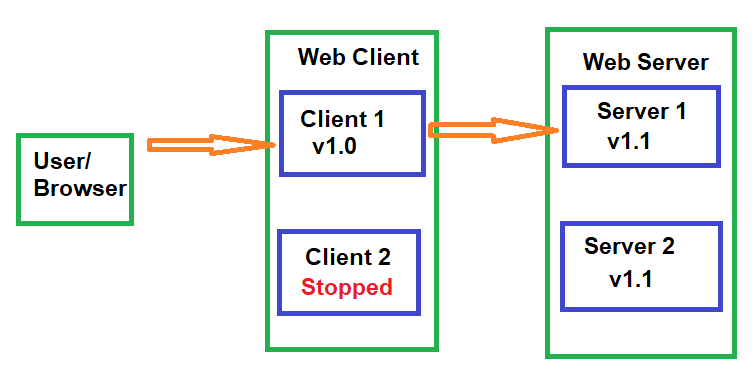 User/
Browser
Web Client
Client 1
v1.0
Client 2
Stopped
Web Server
Server 1
v1.1
Server 2
v1.1